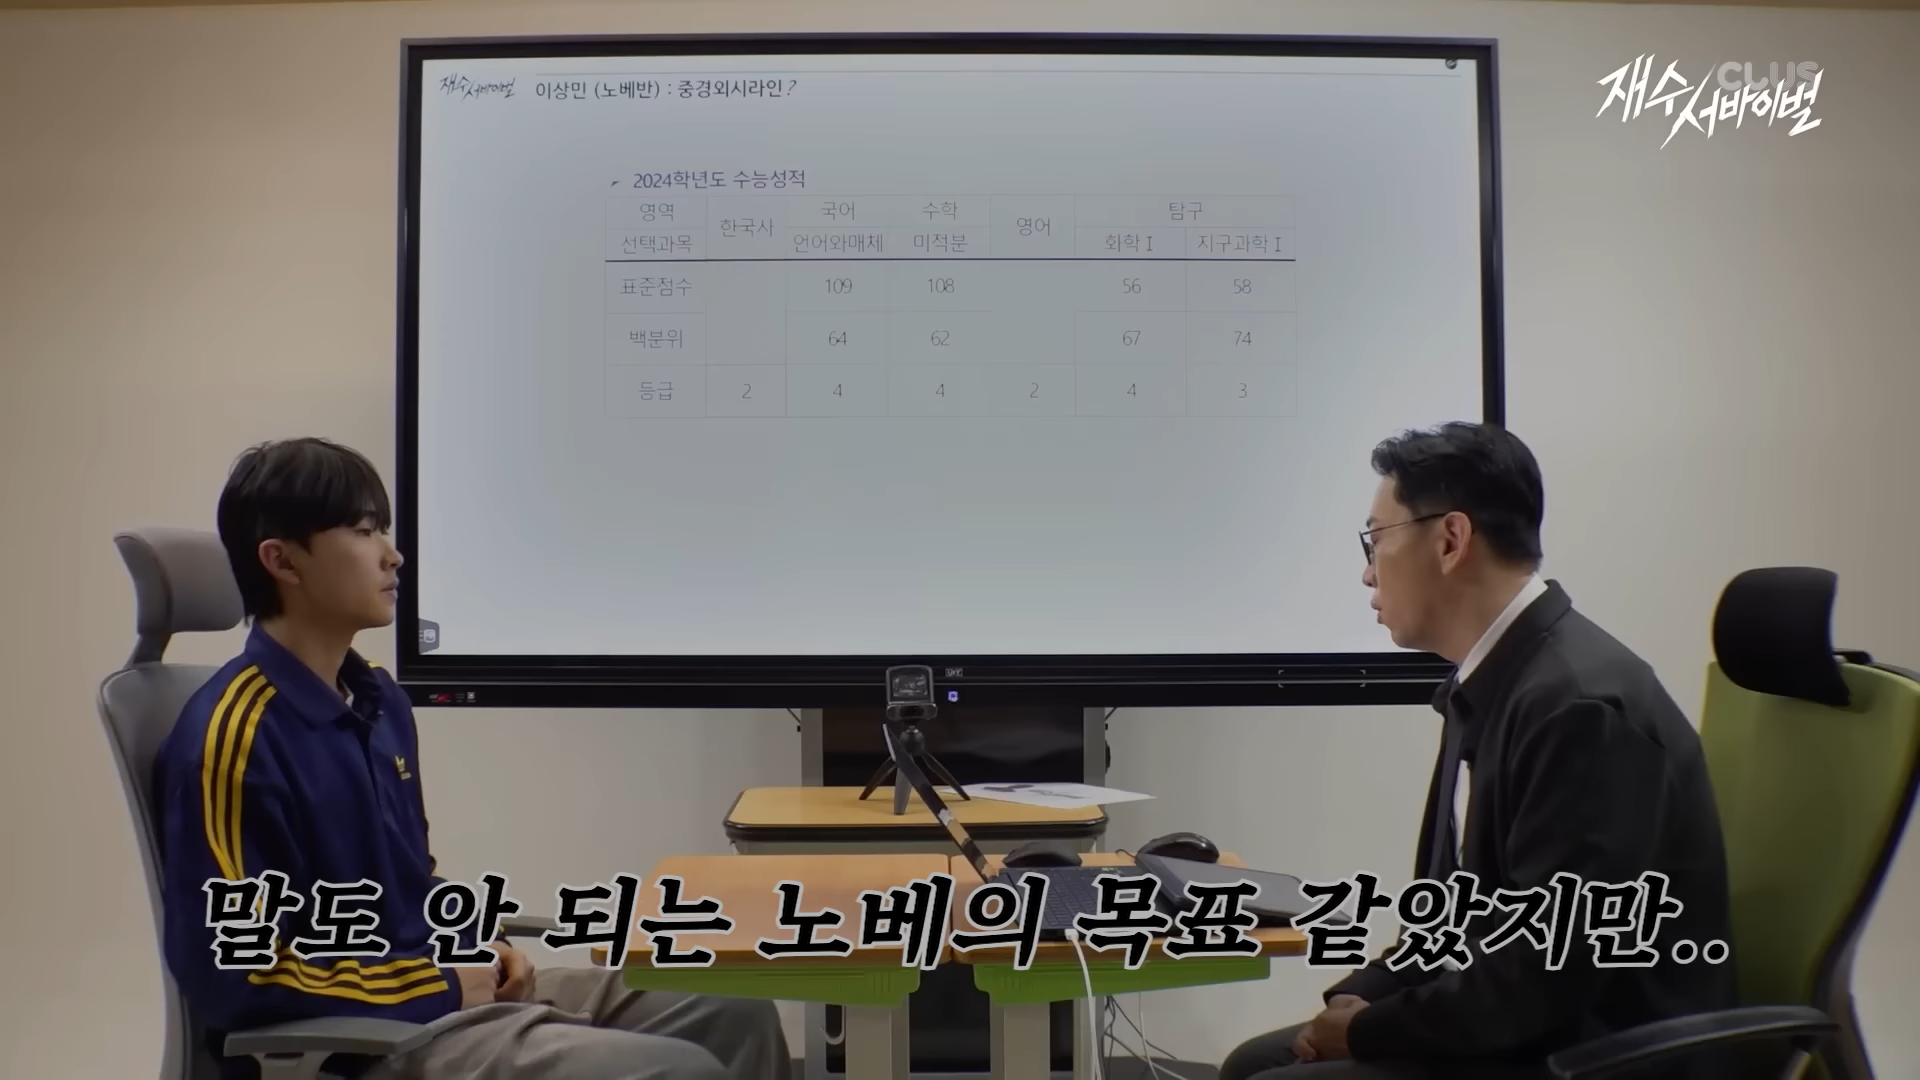 CLUS
재수 서바이벌
재수 서바이벌
이상민 (노베반) : 중경외시라인?
2024학년도 수능성적
영역 한국사 국어 수학 영어 탐구
선택과목 언어와매체 미적분 화학 I 지구과학 I
표준점수 109 108 56 58
백분위 64 62 67 74
등급 2 4 4 2 4 3
말도 안 되는 노베의 목표 같았지만..